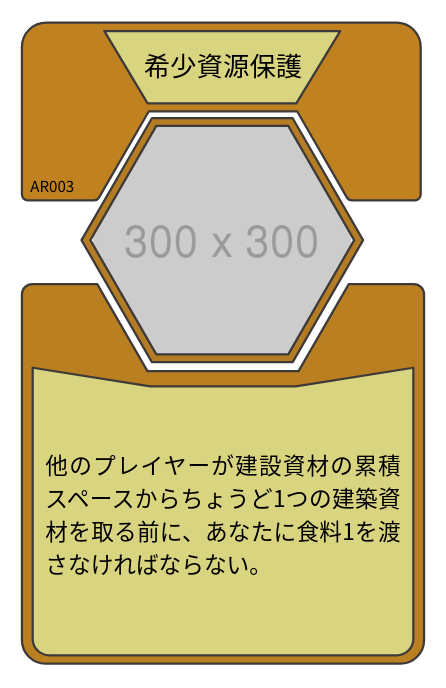 希少資源保護
AR003
300 x 300
他のプレイヤーが建設資材の累積
スペースからちょうど1つの建築資
材を取る前に、あなたに食料1を渡
さなければならない。